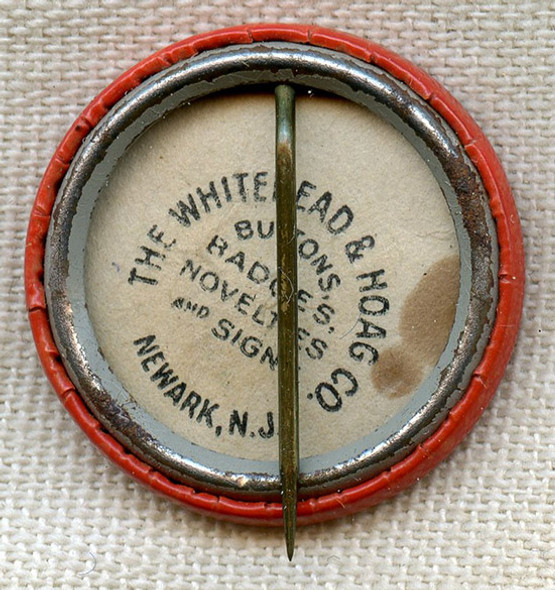 THE WHITEHEAD & HOAG CO.
BUTTONS,
BADGES,
NOVELTIES
AND SIGNS
NEWARK, N.J.